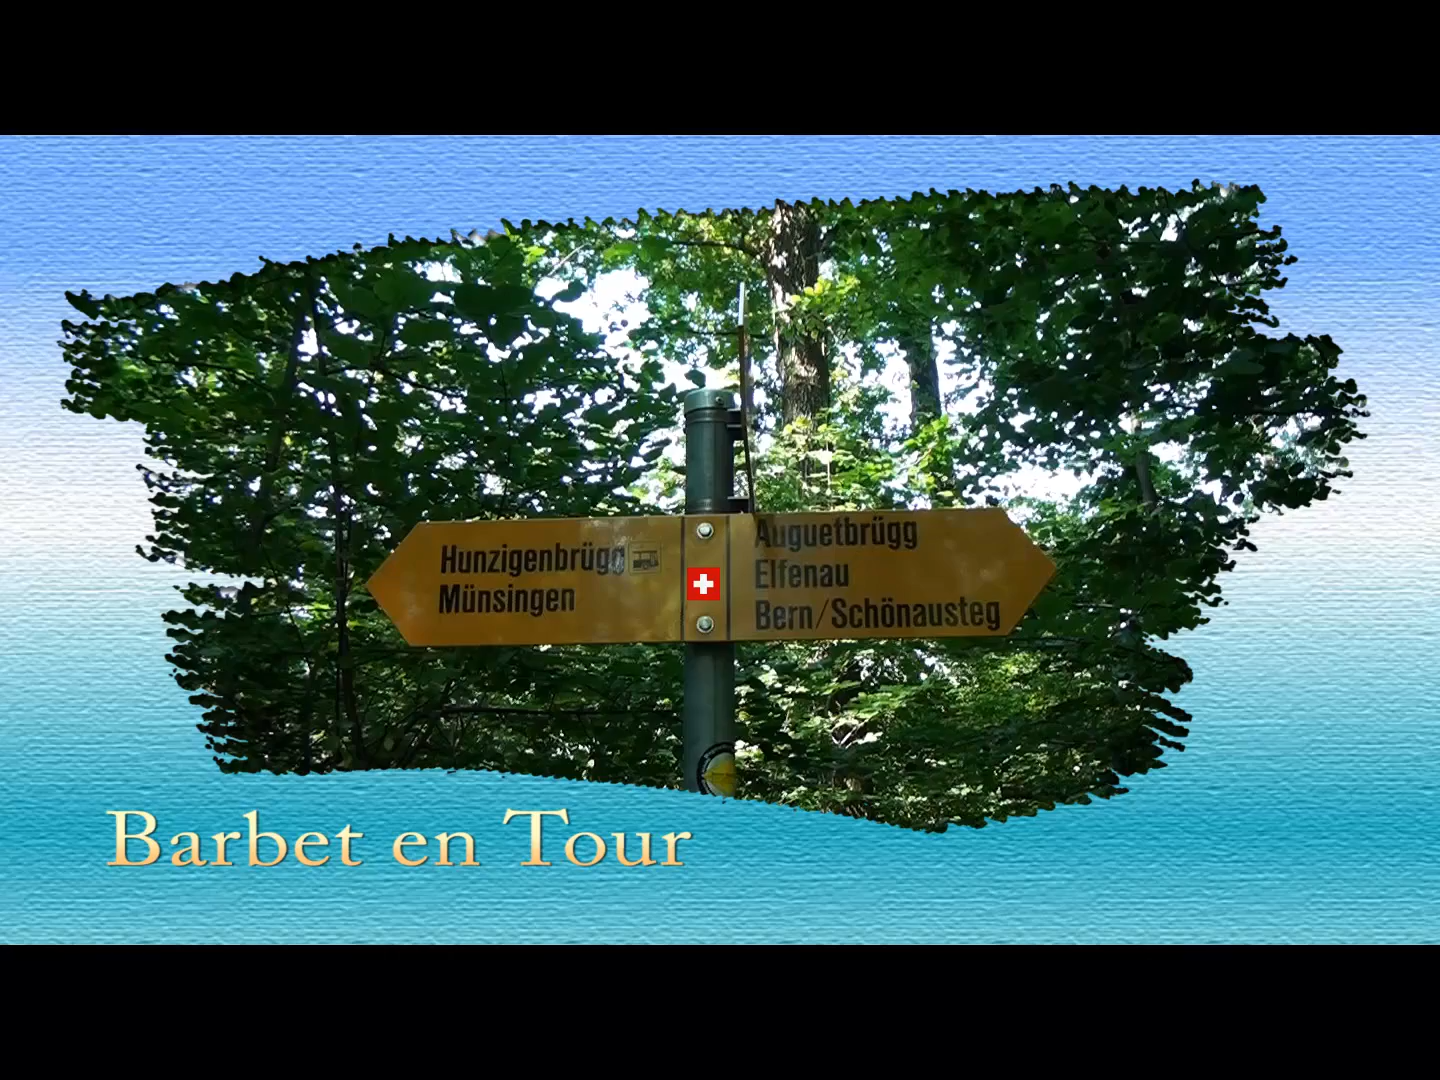 Hunzigenbrügg
Münsingen
Auguetbrügg
Elfenau
Bern/Schönausteg
Barbet en Tour